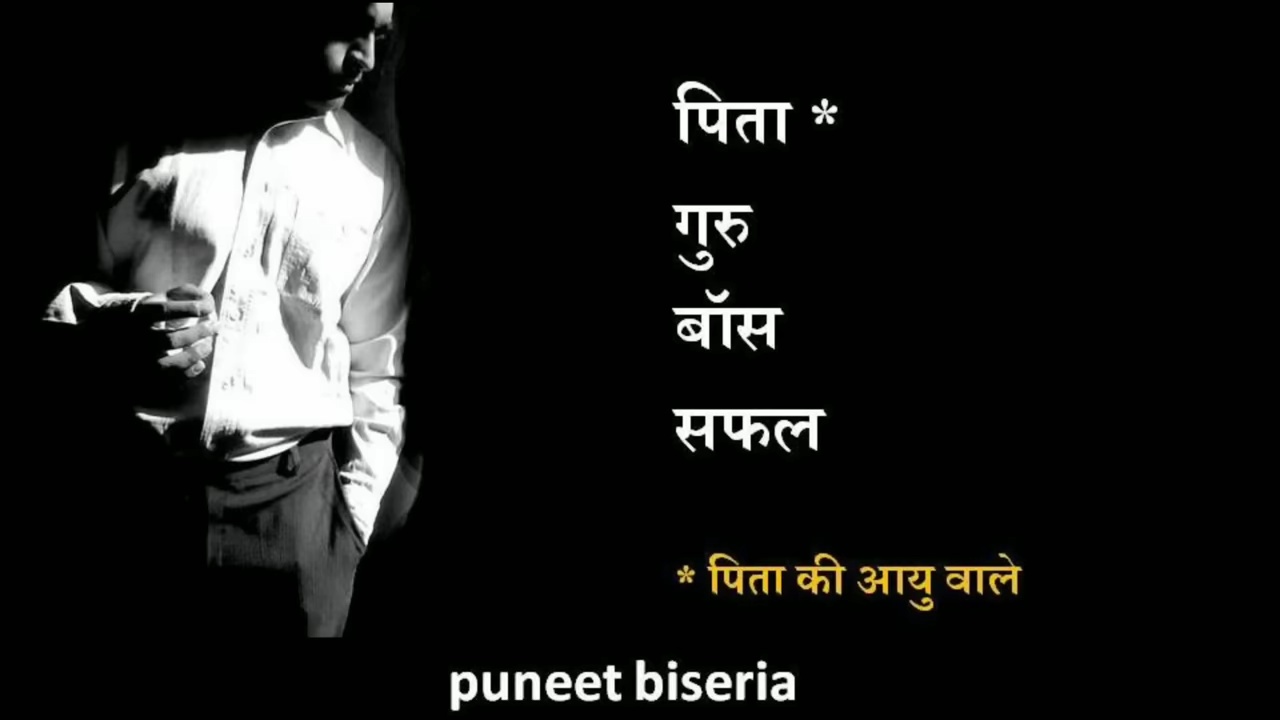 पिता *
गुरु
बॉस
सफल
* पिता की आयु वाले
puneet biseria